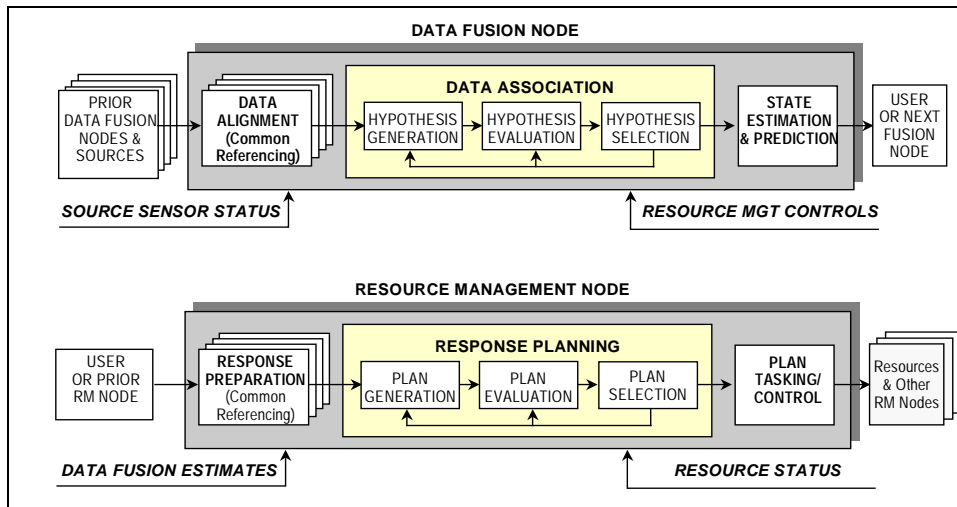 DATA FUSION NODE
PRIOR
DATA FUSION
NODES &
SOURCES
DATA
ALIGNMENT
(Common
Referencing)
DATA ASSOCIATION
HYPOTHESIS
GENERATION
HYPOTHESIS
EVALUATION
HYPOTHESIS
SELECTION
STATE
ESTIMATION
& PREDICTION
USER
OR NEXT
FUSION
NODE
SOURCE SENSOR STATUS
RESOURCE MGT CONTROLS
RESOURCE MANAGEMENT NODE
USER
OR PRIOR
RM NODE
RESPONSE
PREPARATION
(Common
Referencing)
RESPONSE PLANNING
PLAN
GENERATION
PLAN
EVALUATION
PLAN
SELECTION
PLAN
TASKING/
CONTROL
Resources
& Other
RM Nodes
DATA FUSION ESTIMATES
RESOURCE STATUS